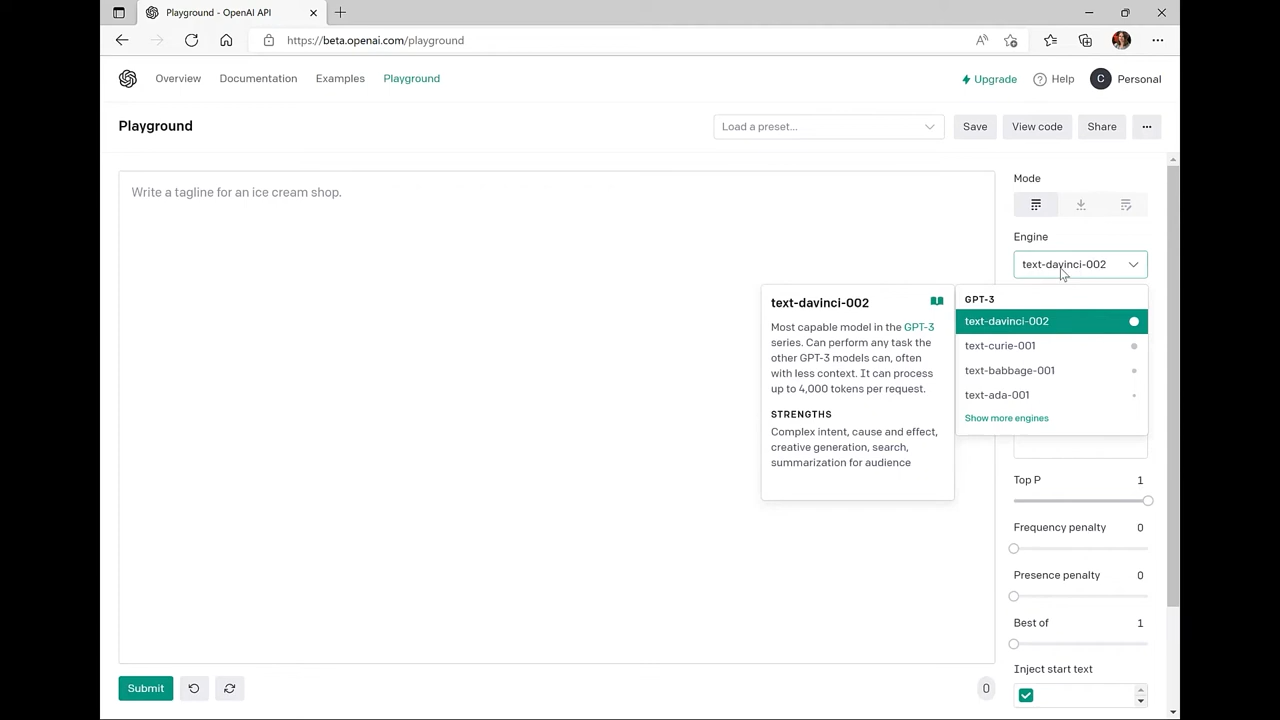 Playground - OpenAI API
https://beta.openai.com/playground
Overview Documentation Examples Playground
Upgrade Help C Personal
Playground
Load a preset... Save View code Share ...
Write a tagline for an ice cream shop.
Mode
Engine
text-davinci-002
GPT-3
text-davinci-002
text-curie-001
text-babbage-001
text-ada-001
Show more engines
text-davinci-002
Most capable model in the GPT-3
series. Can perform any task the
other GPT-3 models can, often
with less context. It can process
up to 4,000 tokens per request.
STRENGTHS
Complex intent, cause and effect,
creative generation, search,
summarization for audience
Top P 1
Frequency penalty 0
Presence penalty 0
Best of 1
Inject start text
Submit 0